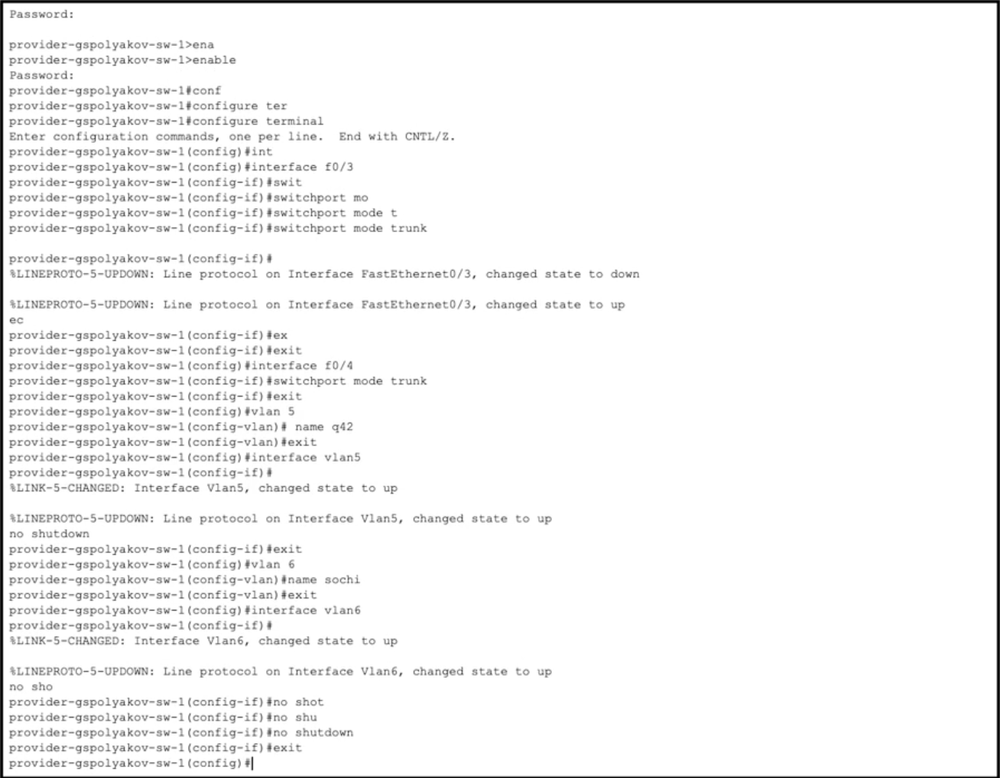 Password:
provider-gspolyakov-sw-1>ena
provider-gspolyakov-sw-1>enable
Password:
provider-gspolyakov-sw-1#conf
provider-gspolyakov-sw-1#configure ter
provider-gspolyakov-sw-1#configure terminal
Enter configuration commands, one per line.  End with CNTL/Z.
provider-gspolyakov-sw-1(config)#int
provider-gspolyakov-sw-1(config)#interface f0/3
provider-gspolyakov-sw-1(config-if)#swit
provider-gspolyakov-sw-1(config-if)#switchport mo
provider-gspolyakov-sw-1(config-if)#switchport mode t
provider-gspolyakov-sw-1(config-if)#switchport mode trunk
provider-gspolyakov-sw-1(config-if)#
%LINEPROTO-5-UPDOWN: Line protocol on Interface FastEthernet0/3, changed state to down
%LINEPROTO-5-UPDOWN: Line protocol on Interface FastEthernet0/3, changed state to up
ec
provider-gspolyakov-sw-1(config-if)#ex
provider-gspolyakov-sw-1(config-if)#exit
provider-gspolyakov-sw-1(config)#interface f0/4
provider-gspolyakov-sw-1(config-if)#switchport mode trunk
provider-gspolyakov-sw-1(config-if)#exit
provider-gspolyakov-sw-1(config)#vlan 5
provider-gspolyakov-sw-1(config-vlan)# name q42
provider-gspolyakov-sw-1(config-vlan)#exit
provider-gspolyakov-sw-1(config)#interface vlan5
provider-gspolyakov-sw-1(config-if)#
%LINK-5-CHANGED: Interface Vlan5, changed state to up
%LINEPROTO-5-UPDOWN: Line protocol on Interface Vlan5, changed state to up
no shutdown
provider-gspolyakov-sw-1(config-if)#exit
provider-gspolyakov-sw-1(config)#vlan 6
provider-gspolyakov-sw-1(config-vlan)#name sochi
provider-gspolyakov-sw-1(config-vlan)#exit
provider-gspolyakov-sw-1(config)#interface vlan6
provider-gspolyakov-sw-1(config-if)#
%LINK-5-CHANGED: Interface Vlan6, changed state to up
%LINEPROTO-5-UPDOWN: Line protocol on Interface Vlan6, changed state to up
no sho
provider-gspolyakov-sw-1(config-if)#no shot
provider-gspolyakov-sw-1(config-if)#no shu
provider-gspolyakov-sw-1(config-if)#no shutdown
provider-gspolyakov-sw-1(config-if)#exit
provider-gspolyakov-sw-1(config)#